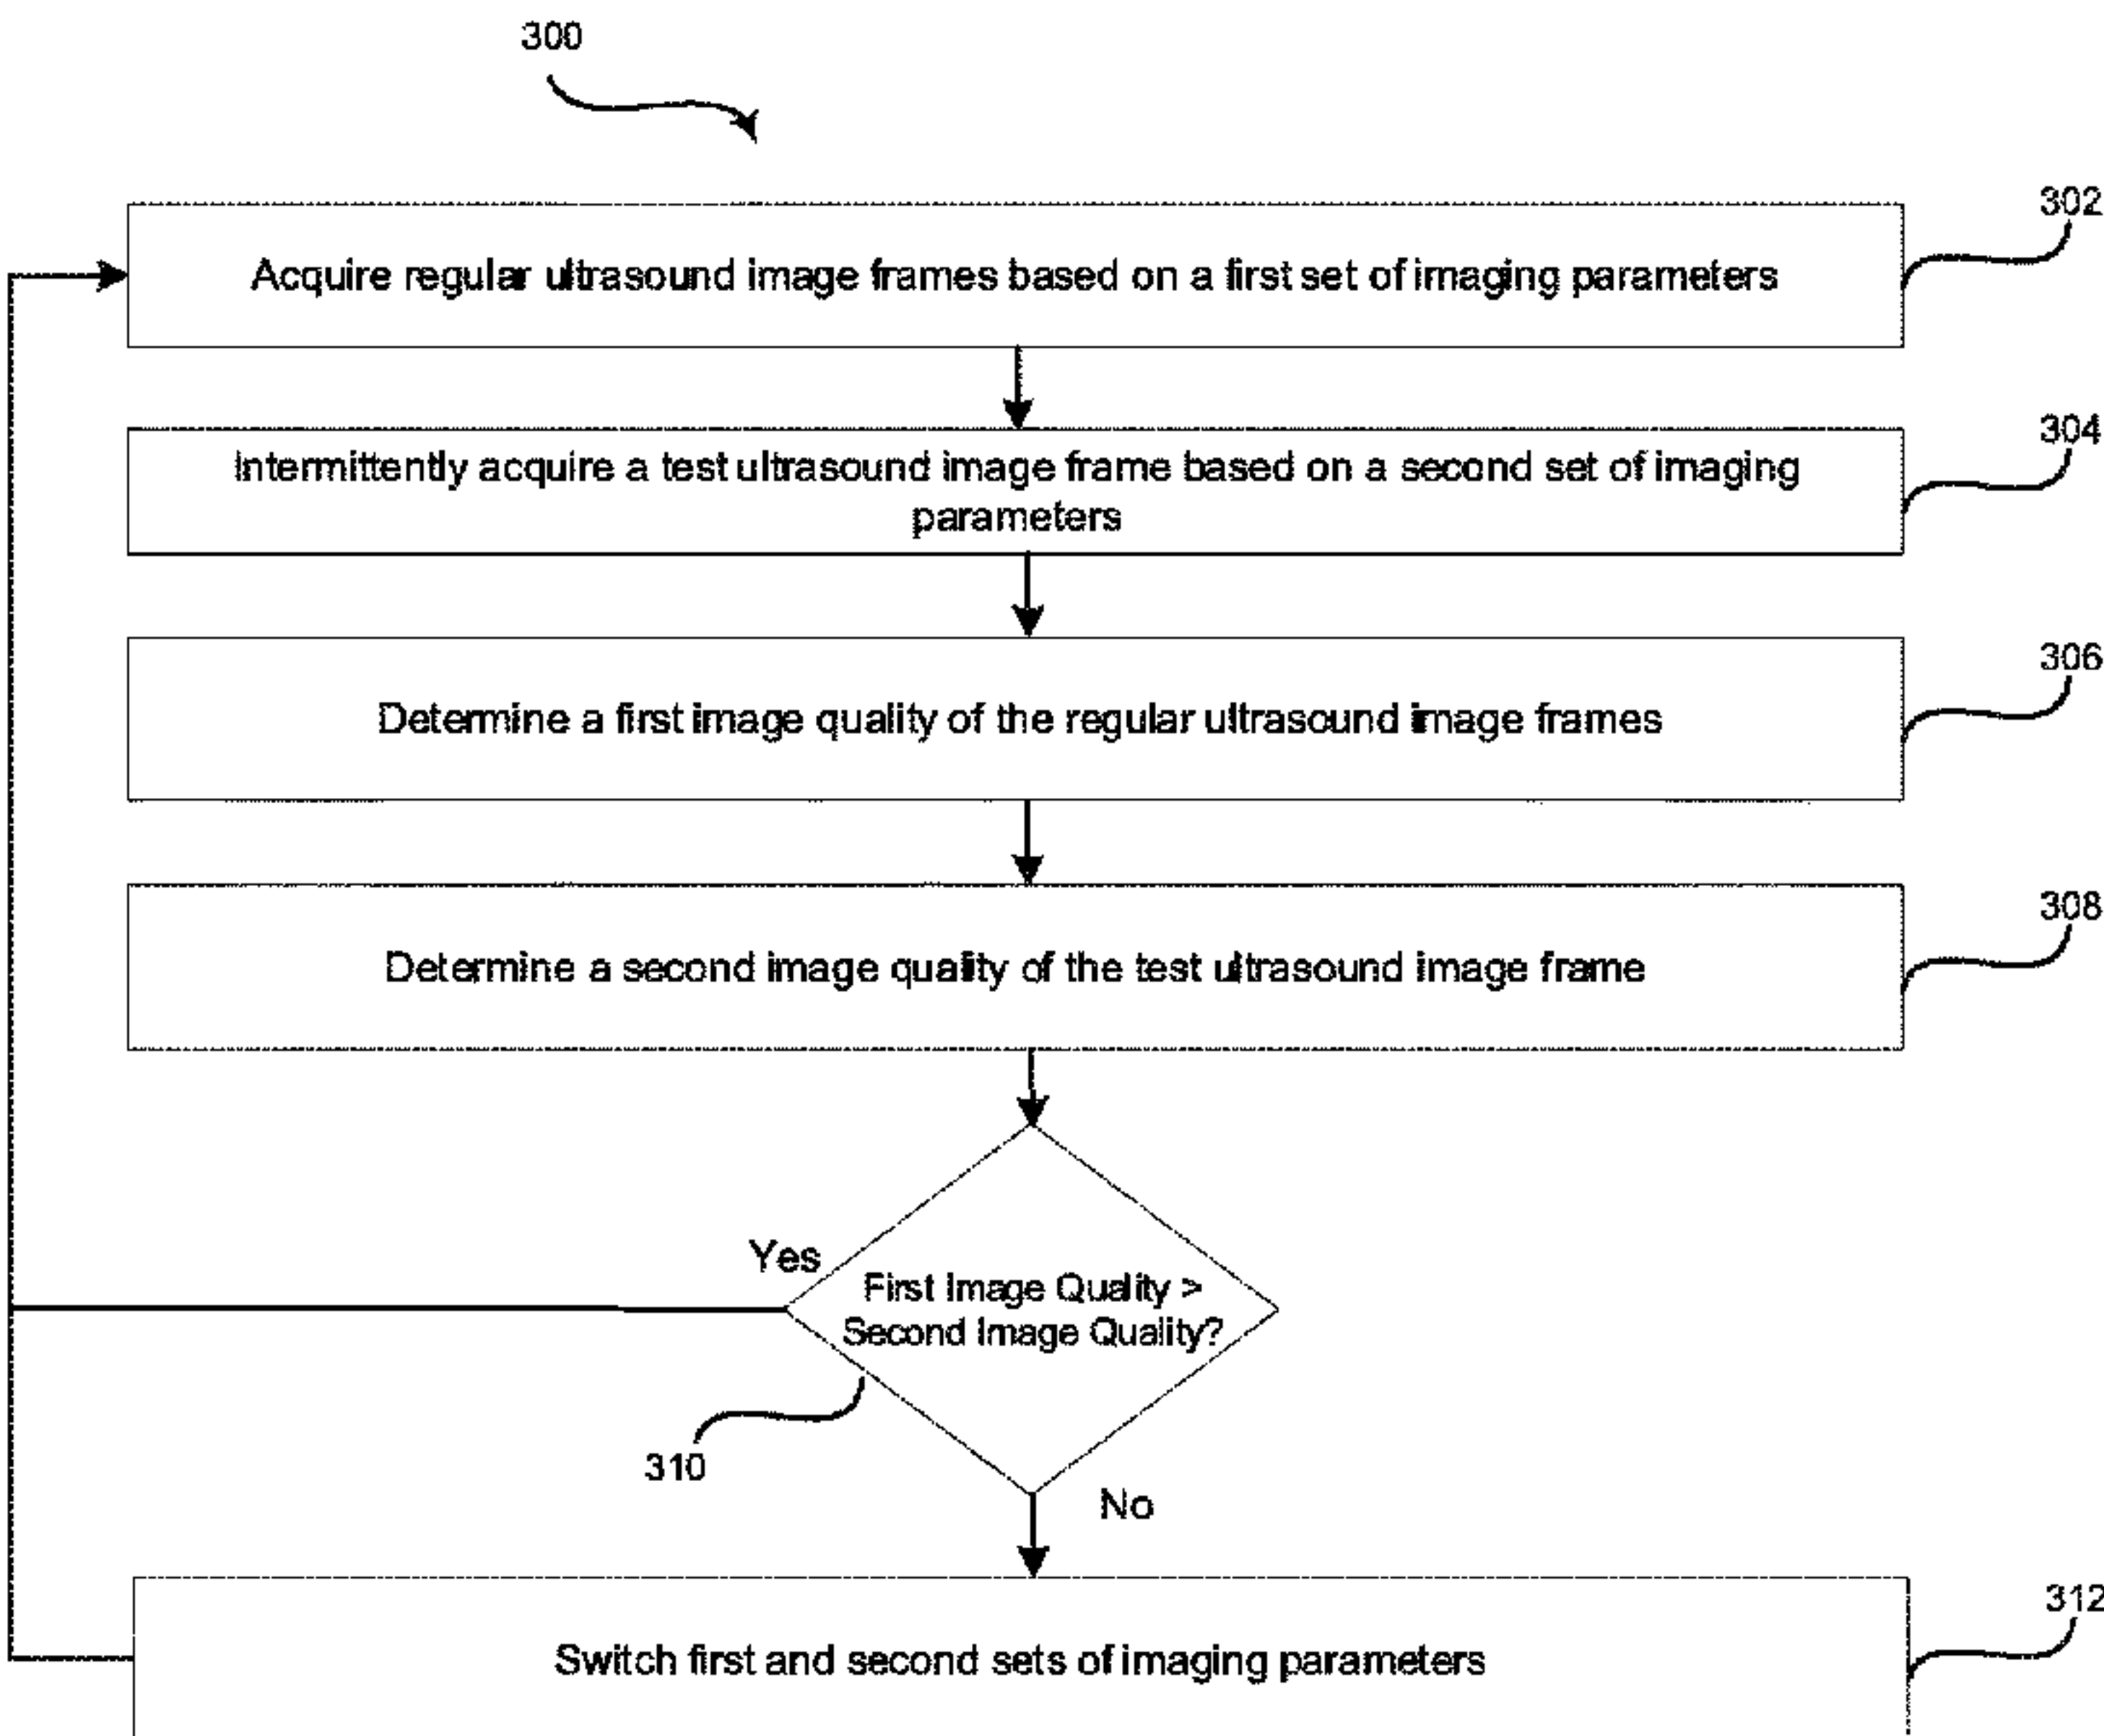 300
302
Acquire regular ultrasound image frames based on a first set of imaging parameters
304
Intermittently acquire a test ultrasound image frame based on a second set of imaging
parameters
306
Determine a first image quality of the regular ultrasound image frames
308
Determine a second image quality of the test ultrasound image frame
Yes
First Image Quality >
Second Image Quality?
310
No
312
Switch first and second sets of imaging parameters